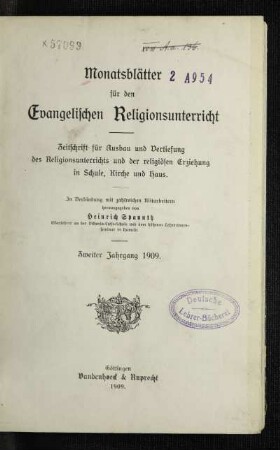 K 59093
Monatsblätter
2 A954
für den
Evangelischen Religionsunterricht
Zeitschrift für Ausbau und Vertiefung
des Religionsunterrichts und der religiösen Erziehung
in Schule, Kirche und Haus.
In Verbindung mit zahlreichen Mitarbeitern
herausgegeben von
Heinrich Spanuth
Zweiter Jahrgang 1909.
Deutsche
Lehrer-Bücherei
Göttingen
Vandenhoeck & Ruprecht
1909.